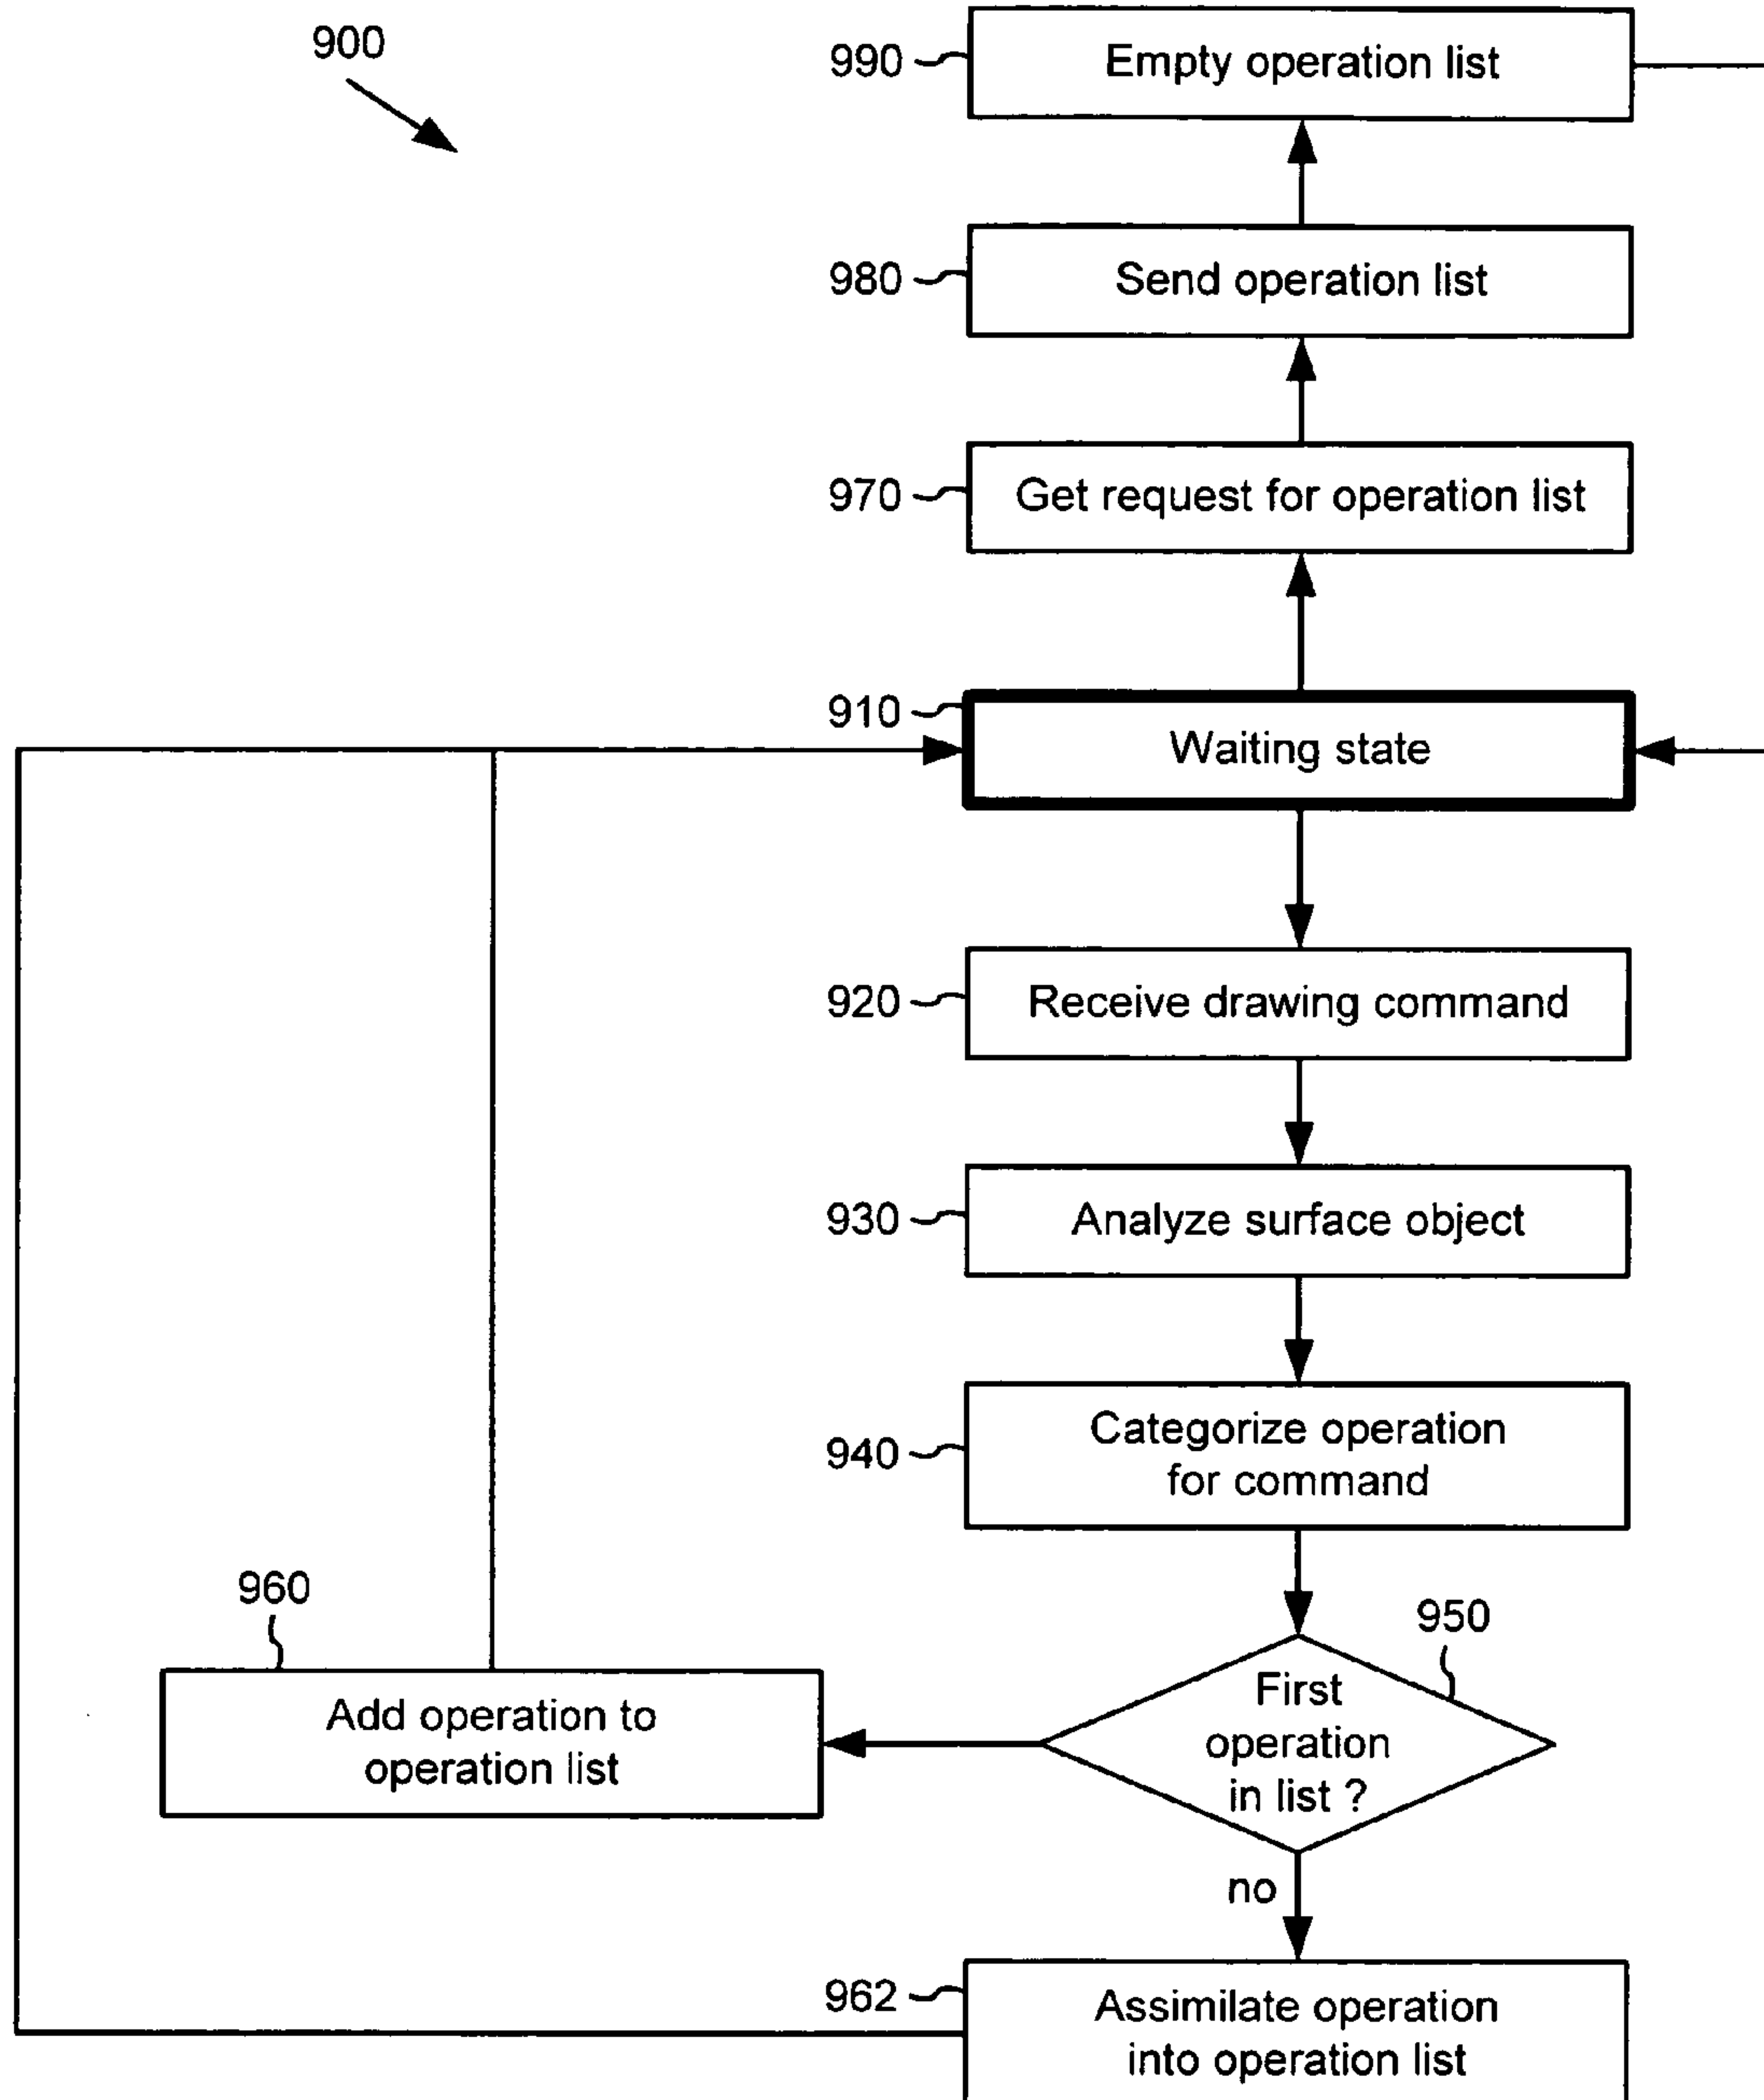 900
990
Empty operation list
980
Send operation list
970
Get request for operation list
910
Waiting state
920
Receive drawing command
930
Analyze surface object
940
Categorize operation
for command
960
950
Add operation to
operation list
First
operation
in list ?
no
962
Assimilate operation
into operation list